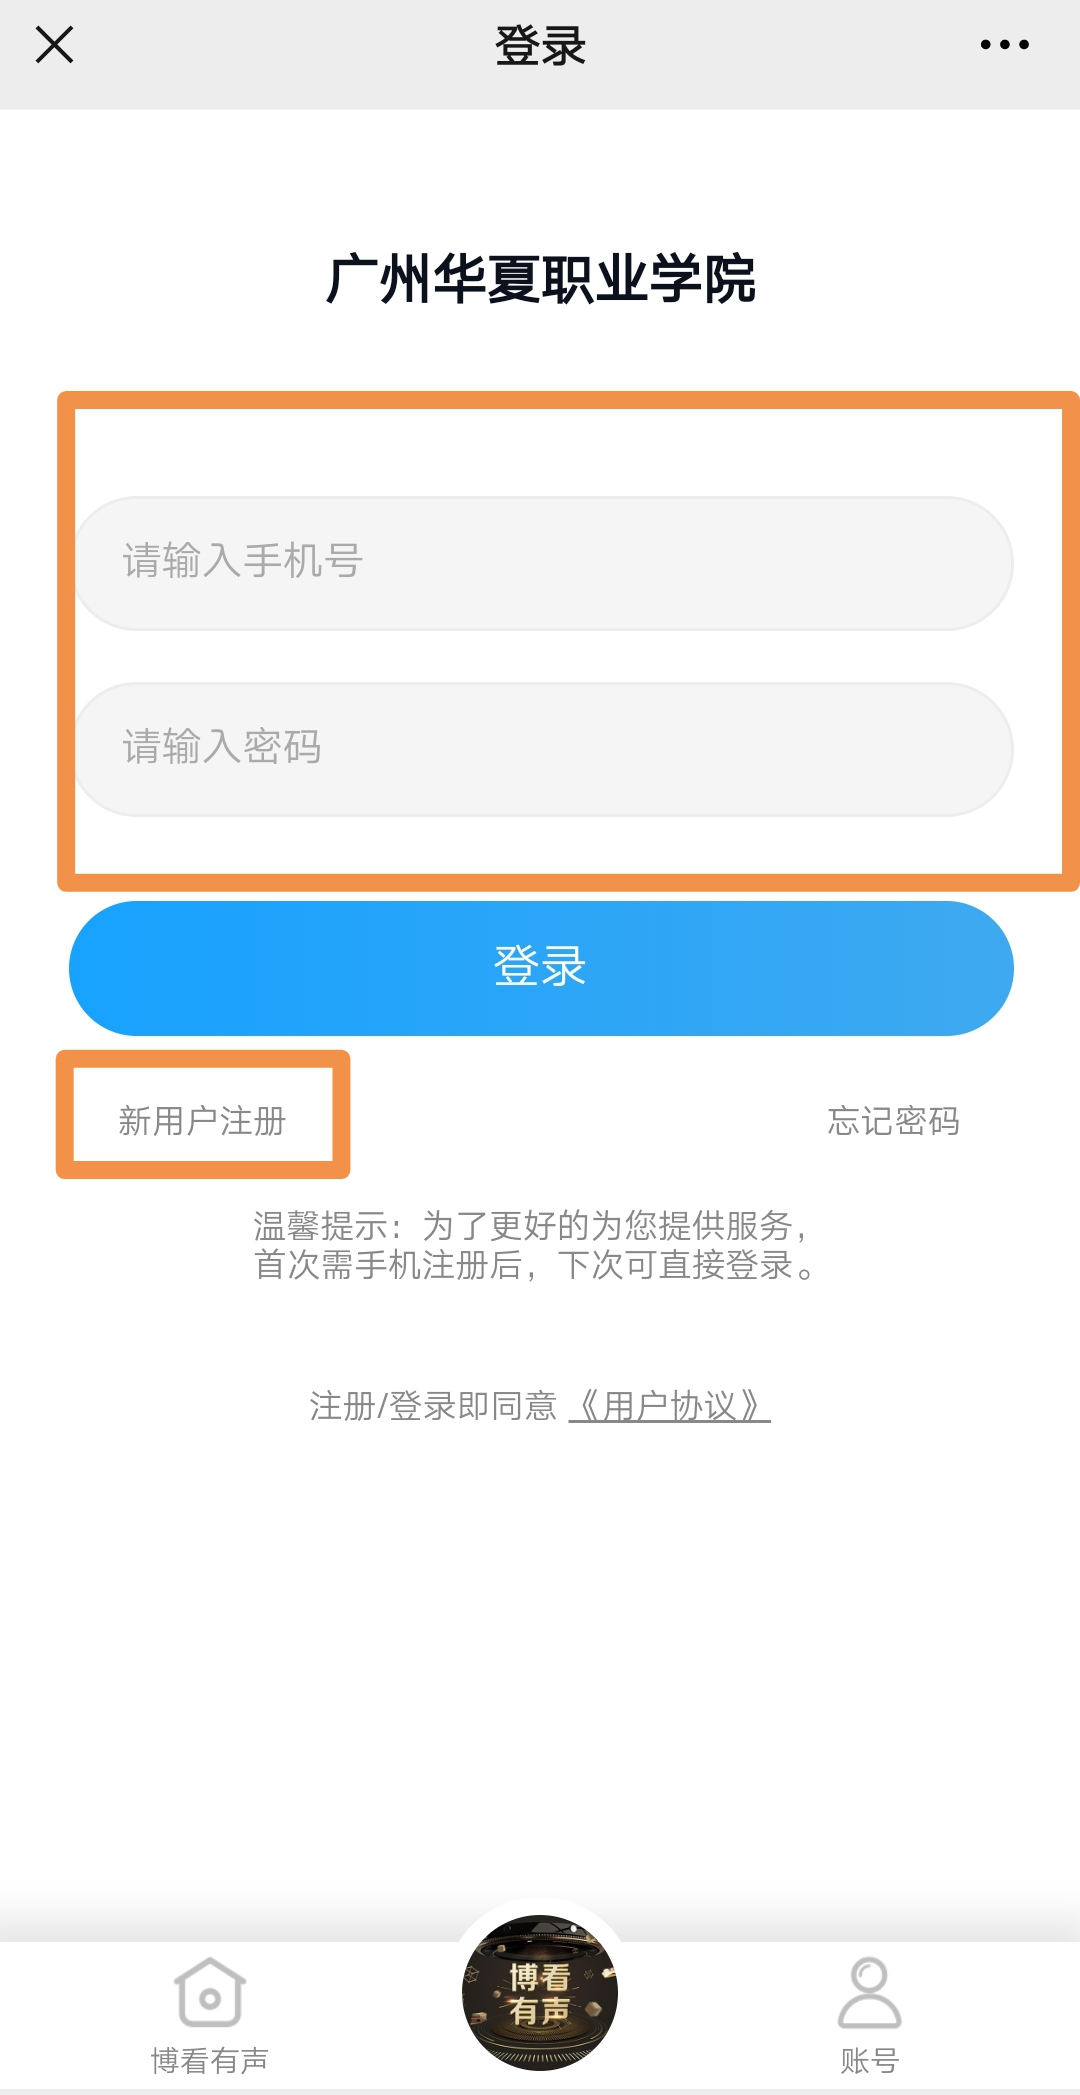 登录
广州华夏职业学院
请输入手机号
请输入密码
登录
新用户注册
忘记密码
温馨提示：为了更好的为您提供服务，
首次需手机注册后，下次可直接登录。
注册/登录即同意《用户协议》
博看
有声
博看有声
账号